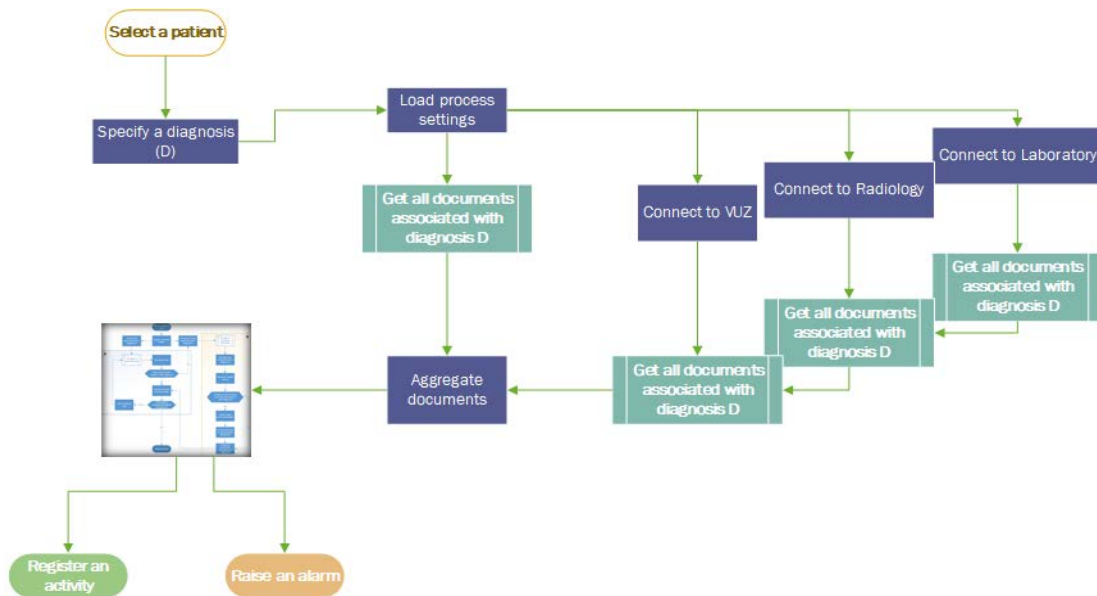 Select a patient
Specify a diagnosis
(D)
Load process
settings
Get all documents
associated with
diagnosis D
Connect to VUZ
Connect to Radiology
Connect to Laboratory
Get all documents
associated with
diagnosis D
Get all documents
associated with
diagnosis D
Get all documents
associated with
diagnosis D
Aggregate
documents
Register an
activity
Raise an alarm